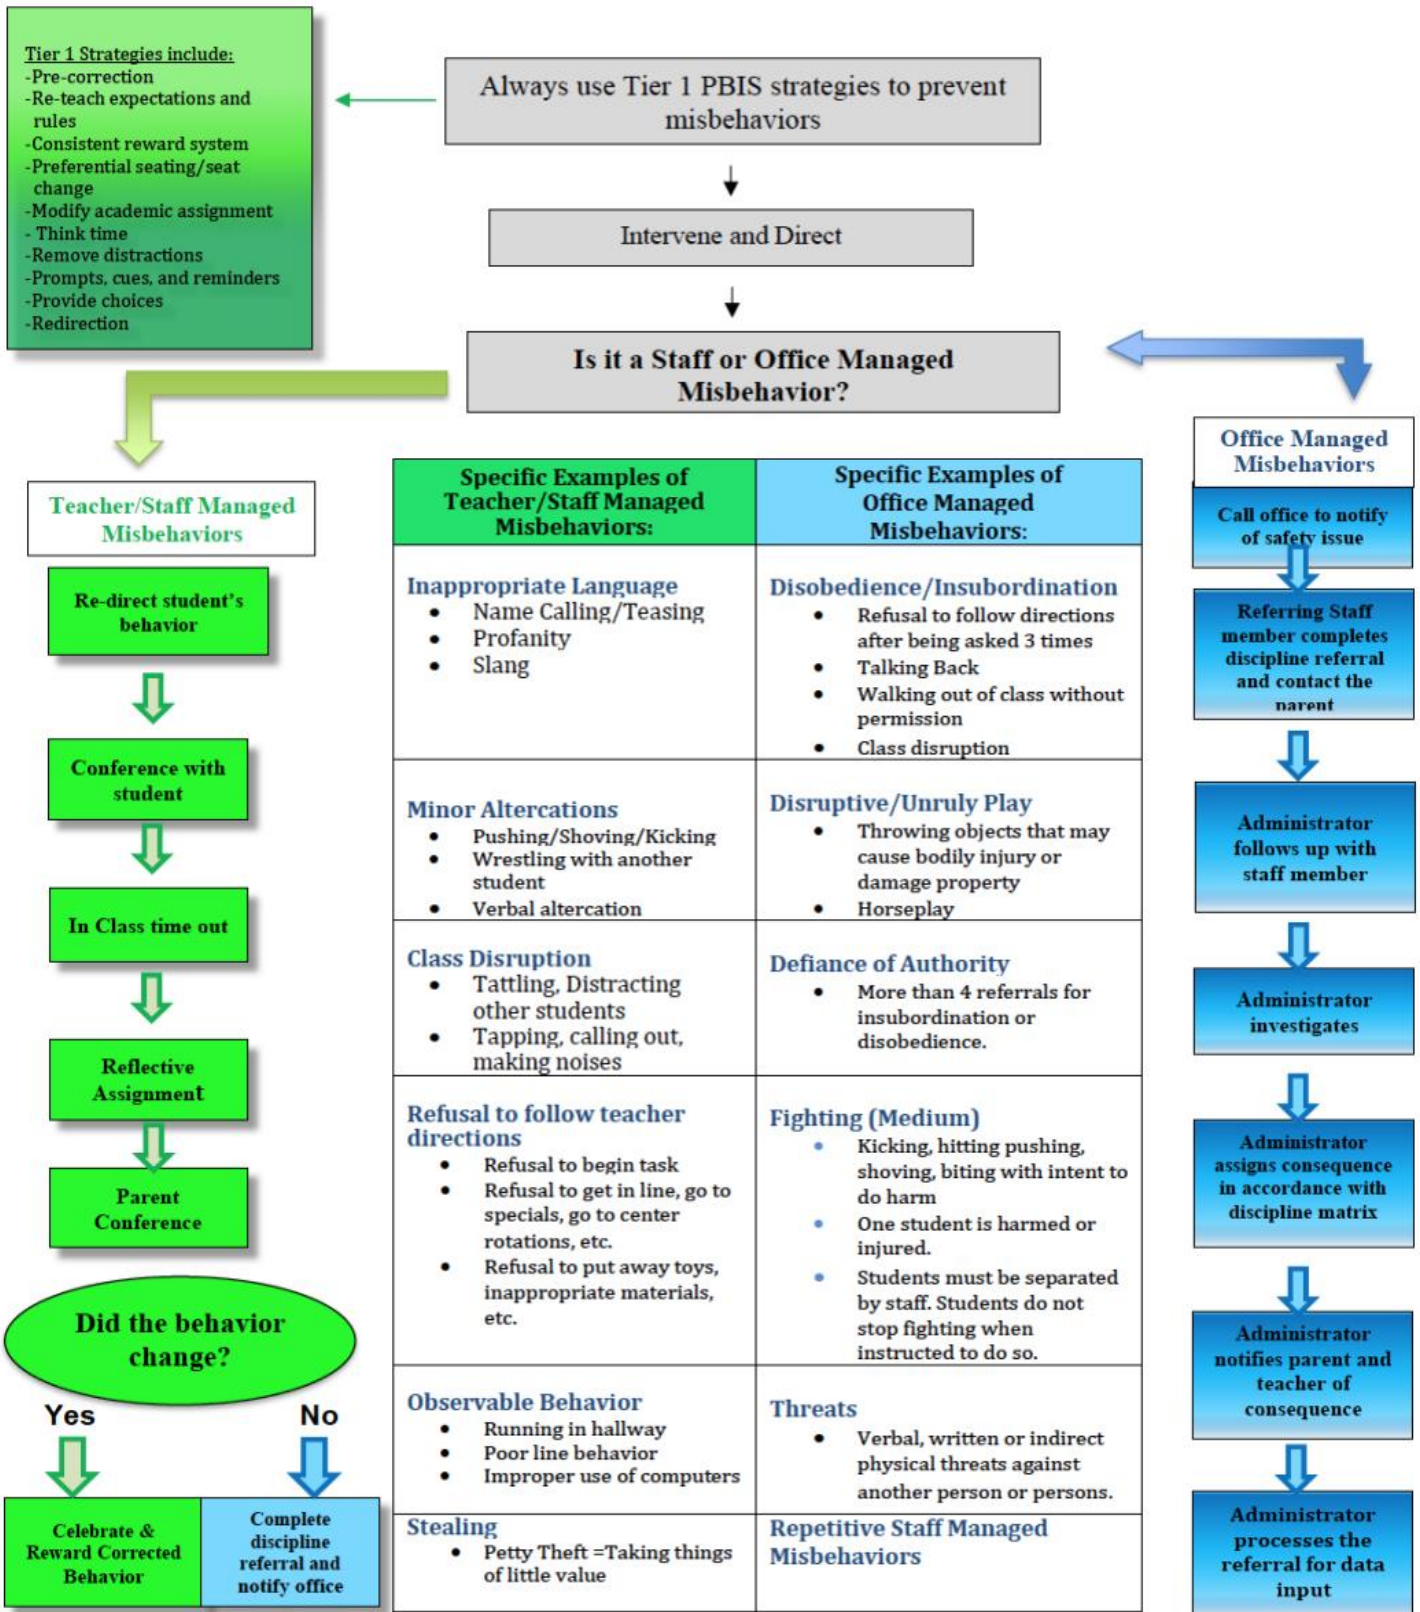 Tier 1 Strategies include:
-Pre-correction
-Re-teach expectations and
rules
-Consistent reward system
-Preferential seating/seat
change
-Modify academic assignment
- Think time
-Remove distractions
-Prompts, cues, and reminders
-Provide choices
-Redirection
Always use Tier 1 PBIS strategies to prevent
misbehaviors
Intervene and Direct
Is it a Staff or Office Managed
Misbehavior?
Teacher/Staff Managed
Misbehaviors
Re-direct student's
behavior
Conference with
student
In Class time out
Reflective
Assignment
Parent
Conference
Did the behavior
change?
Yes
No
Celebrate &
Reward Corrected
Behavior
Complete
discipline
referral and
notify office
Specific Examples of
Teacher/Staff Managed
Misbehaviors:
Specific Examples of
Office Managed
Misbehaviors:
Inappropriate Language
• Name Calling/Teasing
• Profanity
• Slang
Disobedience/Insubordination
• Refusal to follow directions
after being asked 3 times
• Talking Back
• Walking out of class without
permission
• Class disruption
Minor Altercations
• Pushing/Shoving/Kicking
• Wrestling with another
student
• Verbal altercation
Disruptive/Unruly Play
• Throwing objects that may
cause bodily injury or
damage property
• Horseplay
Class Disruption
• Tattling, Distracting
other students
• Tapping, calling out,
making noises
Defiance of Authority
• More than 4 referrals for
insubordination or
disobedience.
Refusal to follow teacher
directions
• Refusal to begin task
• Refusal to get in line, go to
specials, go to center
rotations, etc.
• Refusal to put away toys,
inappropriate materials,
etc.
Fighting (Medium)
• Kicking, hitting pushing,
shoving, biting with intent to
do harm
• One student is harmed or
injured.
• Students must be separated
by staff. Students do not
stop fighting when
instructed to do so.
Observable Behavior
• Running in hallway
• Poor line behavior
• Improper use of computers
Threats
• Verbal, written or indirect
physical threats against
another person or persons.
Stealing
• Petty Theft =Taking things
of little value
Repetitive Staff Managed
Misbehaviors
Office Managed
Misbehaviors
Call office to notify
of safety issue
Referring Staff
member completes
discipline referral
and contact the
parent
Administrator
follows up with
staff member
Administrator
investigates
Administrator
assigns consequence
in accordance with
discipline matrix
Administrator
notifies parent and
teacher of
consequence
Administrator
processes the
referral for data
input